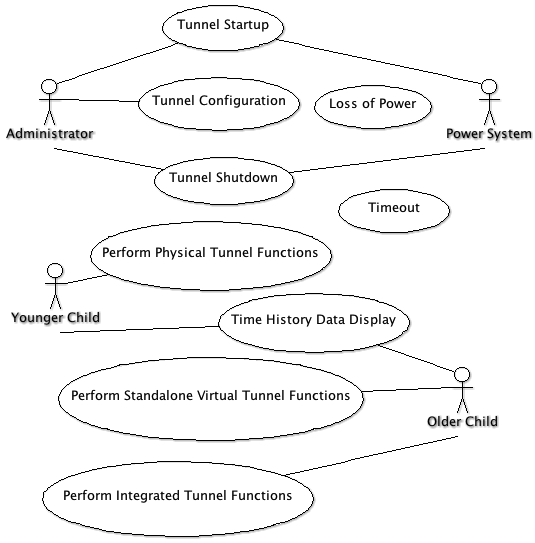 Tunnel Startup
Tunnel Configuration
Loss of Power
Administrator
Power System
Tunnel Shutdown
Timeout
Perform Physical Tunnel Functions
Younger Child
Time History Data Display
Perform Standalone Virtual Tunnel Functions
Older Child
Perform Integrated Tunnel Functions